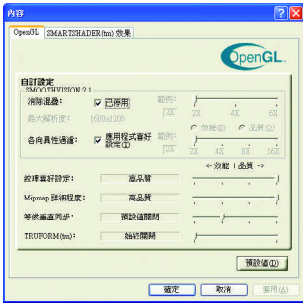 內容
OpenGL SMARTSHADER(tm) 效果
OpenGL.
自訂設定
SMOOTHVISION 2.1
消除混疊: 已停用 範例:
2X 2X 4X 6X
最大解析度: 1600x1200
效能(E) 品質(Q)
各向異性過濾: 應用程式喜好設定(I) 範例:
2X 2X 4X 8X 16X
<- 效能 | 品質 ->
紋理喜好設定: 高品質
Mipmap 詳細程度: 高品質
等候垂直同步: 預設值關閉
TRUFORM(tm): 始終關閉
預設值(D)
確定 取消 套用(A)